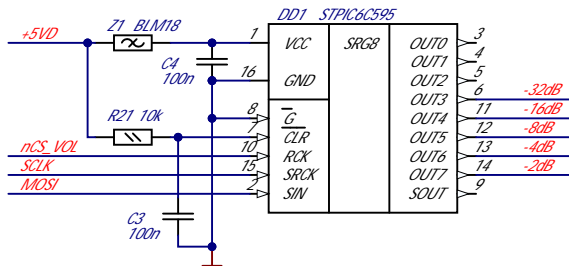 Z1 BLM18
DD1 STPIC6C595
+5VD
1 VCC SRG8 OUT0 3
C4
100n
OUT1 4
16 GND OUT2 5
OUT3 6 -32dB
8 G OUT4 11 -16dB
R21 10k
7 CLR OUT5 12 -8dB
nCS_VOL 10 RCK OUT6 13 -4dB
SCLK 15 SRCK OUT7 14 -2dB
MOSI 2 SIN SOUT 9
C3
100n